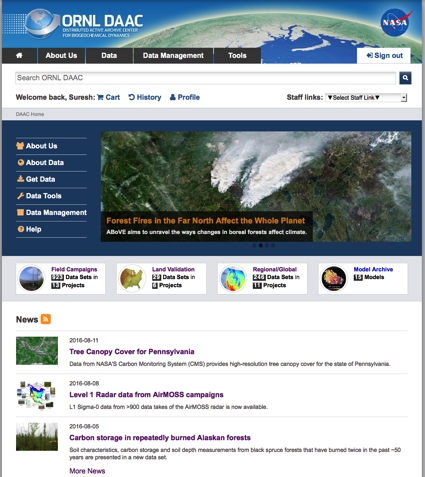 ORNL DAAC
DISTRIBUTED ACTIVE ARCHIVE CENTER
FOR BIOGEOCHEMICAL DYNAMICS
NASA
About Us
Data
Data Management
Tools
Sign out
Search ORNL DAAC
Welcome back, Suresh: Cart History Profile
Staff links: ▼Select Staff Link▼
DAAC Home
About Us
About Data
Get Data
Data Tools
Data Management
Help
Forest Fires in the Far North Affect the Whole Planet
ABoVE aims to unravel the ways changes in boreal forests affect climate.
Field Campaigns
923 Data Sets in
13 Projects
Land Validation
29 Data Sets in
6 Projects
Regional/Global
246 Data Sets in
11 Projects
Model Archive
15 Models
News
2016-08-11
Tree Canopy Cover for Pennsylvania
Data from NASA'S Carbon Monitoring System (CMS) provides high-resolution tree canopy cover for the state of Pennsylvania.
2016-08-08
Level 1 Radar data from AirMOSS campaigns
L1 Sigma-0 data from >900 data takes of the AirMOSS radar is now available.
2016-08-05
Carbon storage in repeatedly burned Alaskan forests
Soil characteristics, carbon storage and soil depth measurements from black spruce forests that have burned twice in the past ~50
years are presented in a new data set.
More News